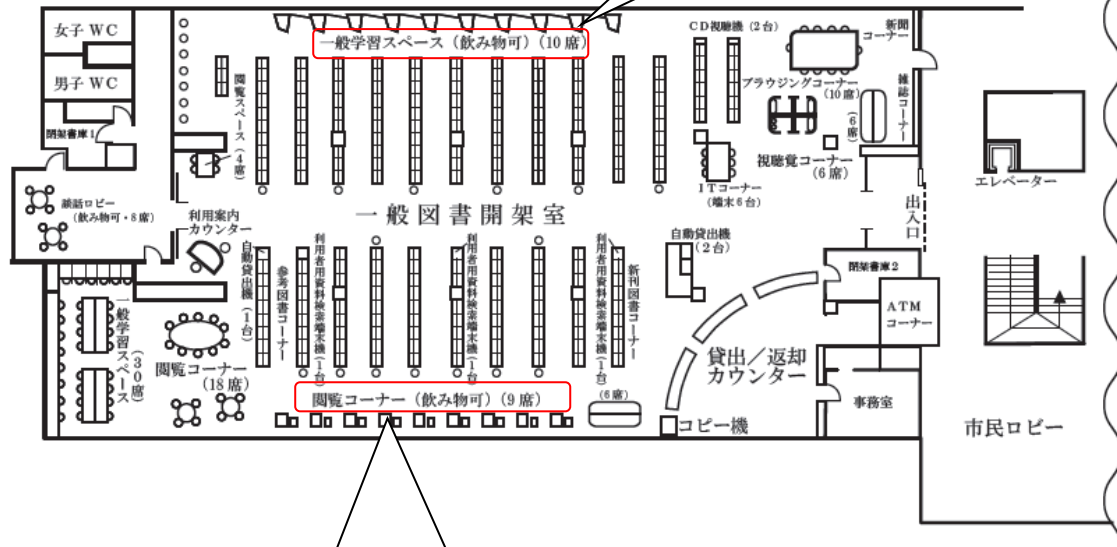 女子 WC
男子 WC
閉架書庫1
談話ロビー
(飲み物可・8席)
閲覧スペース(4席)
利用案内
カウンター
一般学習スペース(飲み物可)(10席)
CD視聴機(2台)
新聞
コーナー
ブラウジングコーナー
(10席)
雑誌コーナー
(6席)
視聴覚コーナー
(6席)
ITコーナー
(端末6台)
エレベーター
出入口
一般図書開架室
自動貸出機
(2台)
閉架書庫2
ATM
コーナー
自動貸出機(1台)
参考図書コーナー
利用者用資料検索端末機(1台)
利用者用資料検索端末機(1台)
利用者用資料検索端末機(1台)
新刊図書コーナー
一般学習スペース
(30席)
閲覧コーナー
(18席)
閲覧コーナー(飲み物可)(9席)
(6席)
貸出/返却
カウンター
コピー機
事務室
市民ロビー